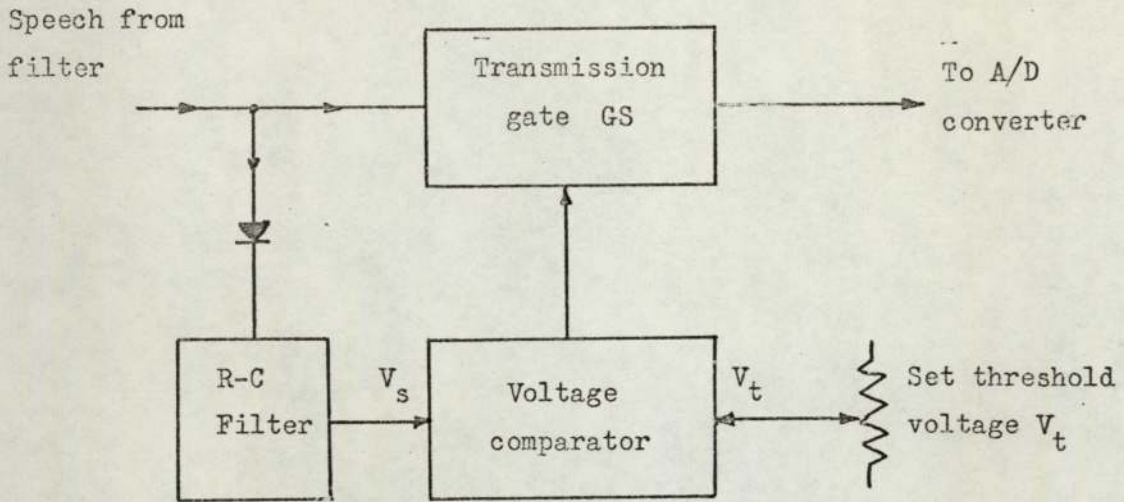 Speech from
filter
Transmission
gate GS
To A/D
converter
R-C
Filter
V_s
Voltage
comparator
V_t
Set threshold
voltage V_t